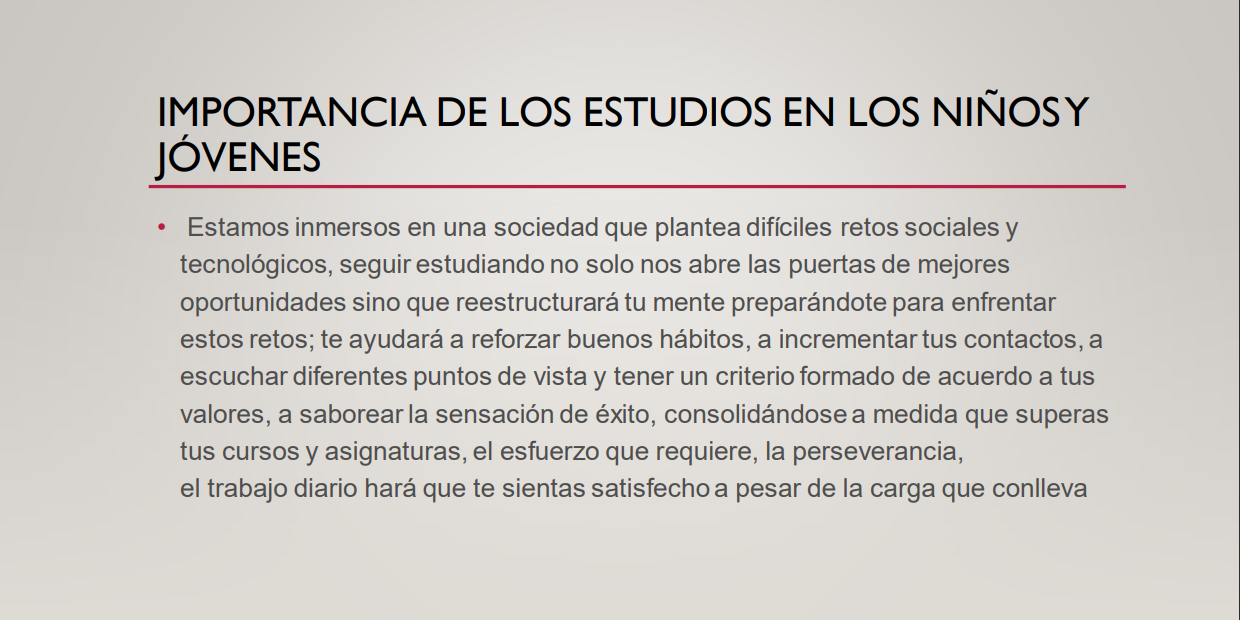 IMPORTANCIA DE LOS ESTUDIOS EN LOS NIÑOS Y
JÓVENES
• Estamos inmersos en una sociedad que plantea difíciles retos sociales y
tecnológicos, seguir estudiando no solo nos abre las puertas de mejores
oportunidades sino que reestructurará tu mente preparándote para enfrentar
estos retos; te ayudará a reforzar buenos hábitos, a incrementar tus contactos, a
escuchar diferentes puntos de vista y tener un criterio formado de acuerdo a tus
valores, a saborear la sensación de éxito, consolidándose a medida que superas
tus cursos y asignaturas, el esfuerzo que requiere, la perseverancia,
el trabajo diario hará que te sientas satisfecho a pesar de la carga que conlleva